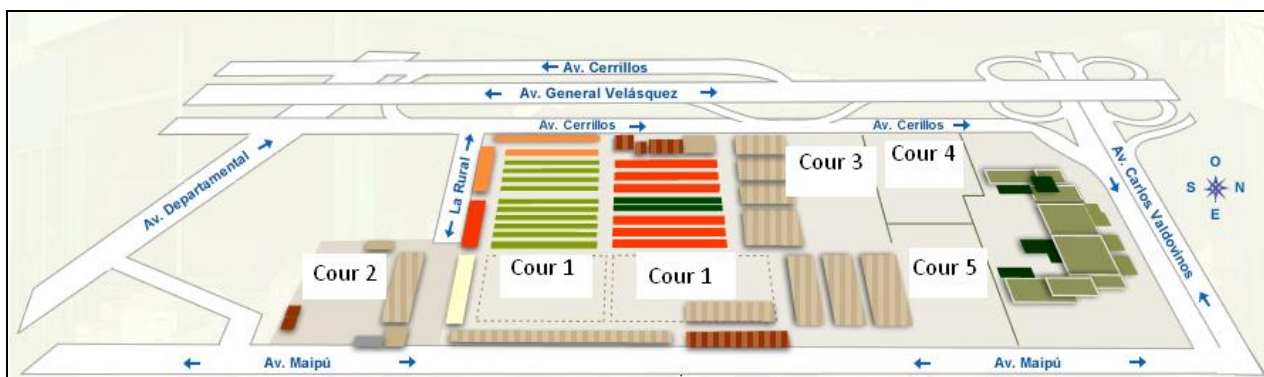 ← Av. Cerrillos
← Av. General Velásquez →
Av. Cerrillos →
Av. Cerillos →
Av. Departamental →
← La Rural →
Av. Carlos Valdovinos
Cour 3
Cour 4
O
S N
E
Cour 2
Cour 1
Cour 1
Cour 5
← Av. Maipú →
← Av. Maipú →